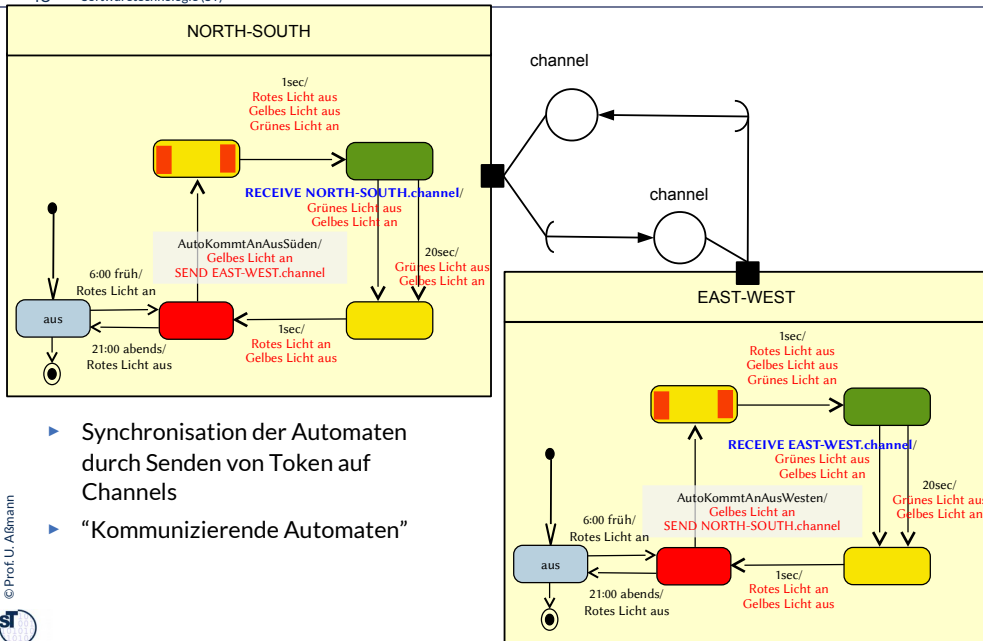 Softwaretechnologie (ST)
NORTH-SOUTH
1sec/
Rotes Licht aus
Gelbes Licht aus
Grünes Licht an
RECEIVE NORTH-SOUTH.channel/
Grünes Licht aus
Gelbes Licht an
AutoKommtAnAusSüden/
Gelbes Licht an
SEND EAST-WEST.channel
20sec/
Grünes Licht aus
Gelbes Licht an
6:00 früh/
Rotes Licht an
aus
21:00 abends/
Rotes Licht aus
1sec/
Rotes Licht an
Gelbes Licht aus
channel
channel
EAST-WEST
1sec/
Rotes Licht aus
Gelbes Licht aus
Grünes Licht an
RECEIVE EAST-WEST.channel/
Grünes Licht aus
Gelbes Licht an
AutoKommtAnAusWesten/
Gelbes Licht an
SEND NORTH-SOUTH.channel
20sec/
Grünes Licht aus
Gelbes Licht an
6:00 früh/
Rotes Licht an
aus
21:00 abends/
Rotes Licht aus
1sec/
Rotes Licht an
Gelbes Licht aus
► Synchronisation der Automaten
durch Senden von Token auf
Channels
► “Kommunizierende Automaten”
© Prof. U. Aßmann
ST